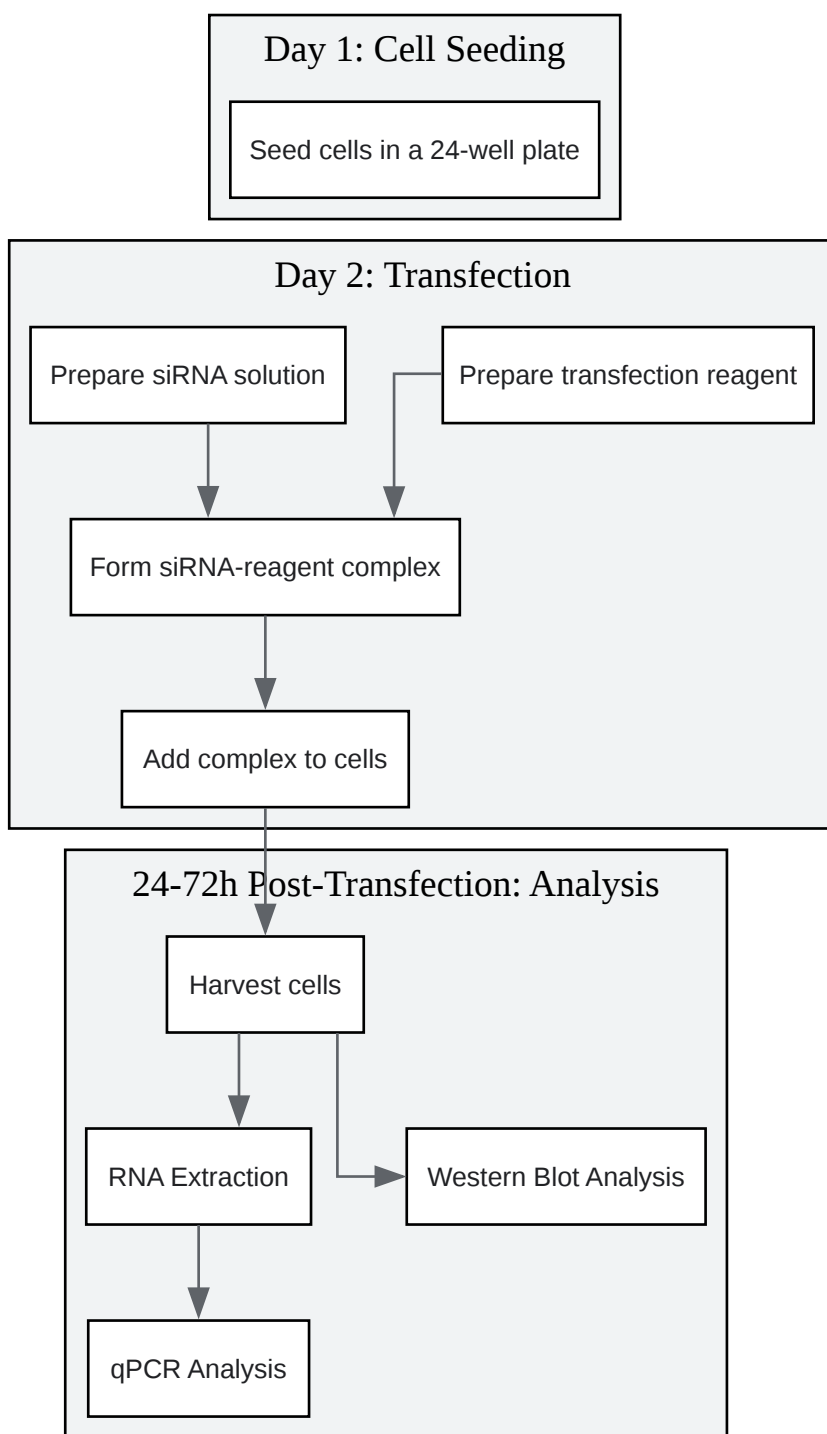 Day 1: Cell Seeding
Seed cells in a 24-well plate
Day 2: Transfection
Prepare siRNA solution
Prepare transfection reagent
Form siRNA-reagent complex
Add complex to cells
24-72h Post-Transfection: Analysis
Harvest cells
RNA Extraction
Western Blot Analysis
qPCR Analysis